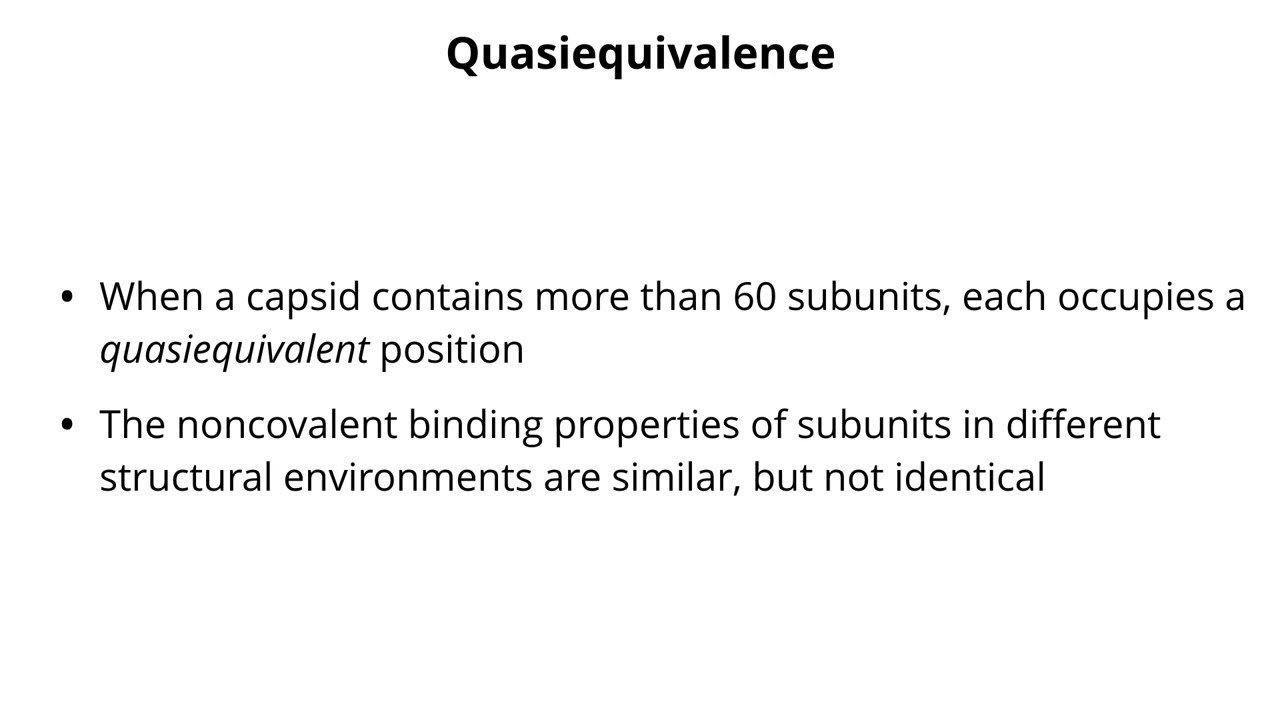 Quasiequivalence
• When a capsid contains more than 60 subunits, each occupies a
quasiequivalent position
• The noncovalent binding properties of subunits in different
structural environments are similar, but not identical